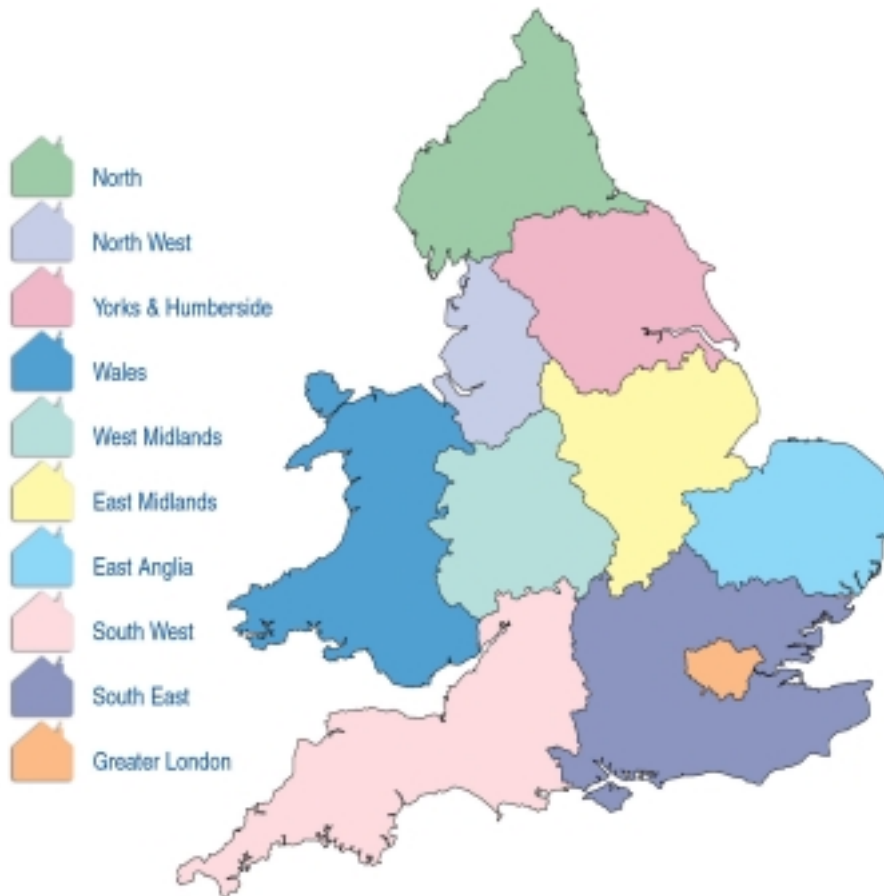 North
North West
Yorks & Humberside
Wales
West Midlands
East Midlands
East Anglia
South West
South East
Greater London